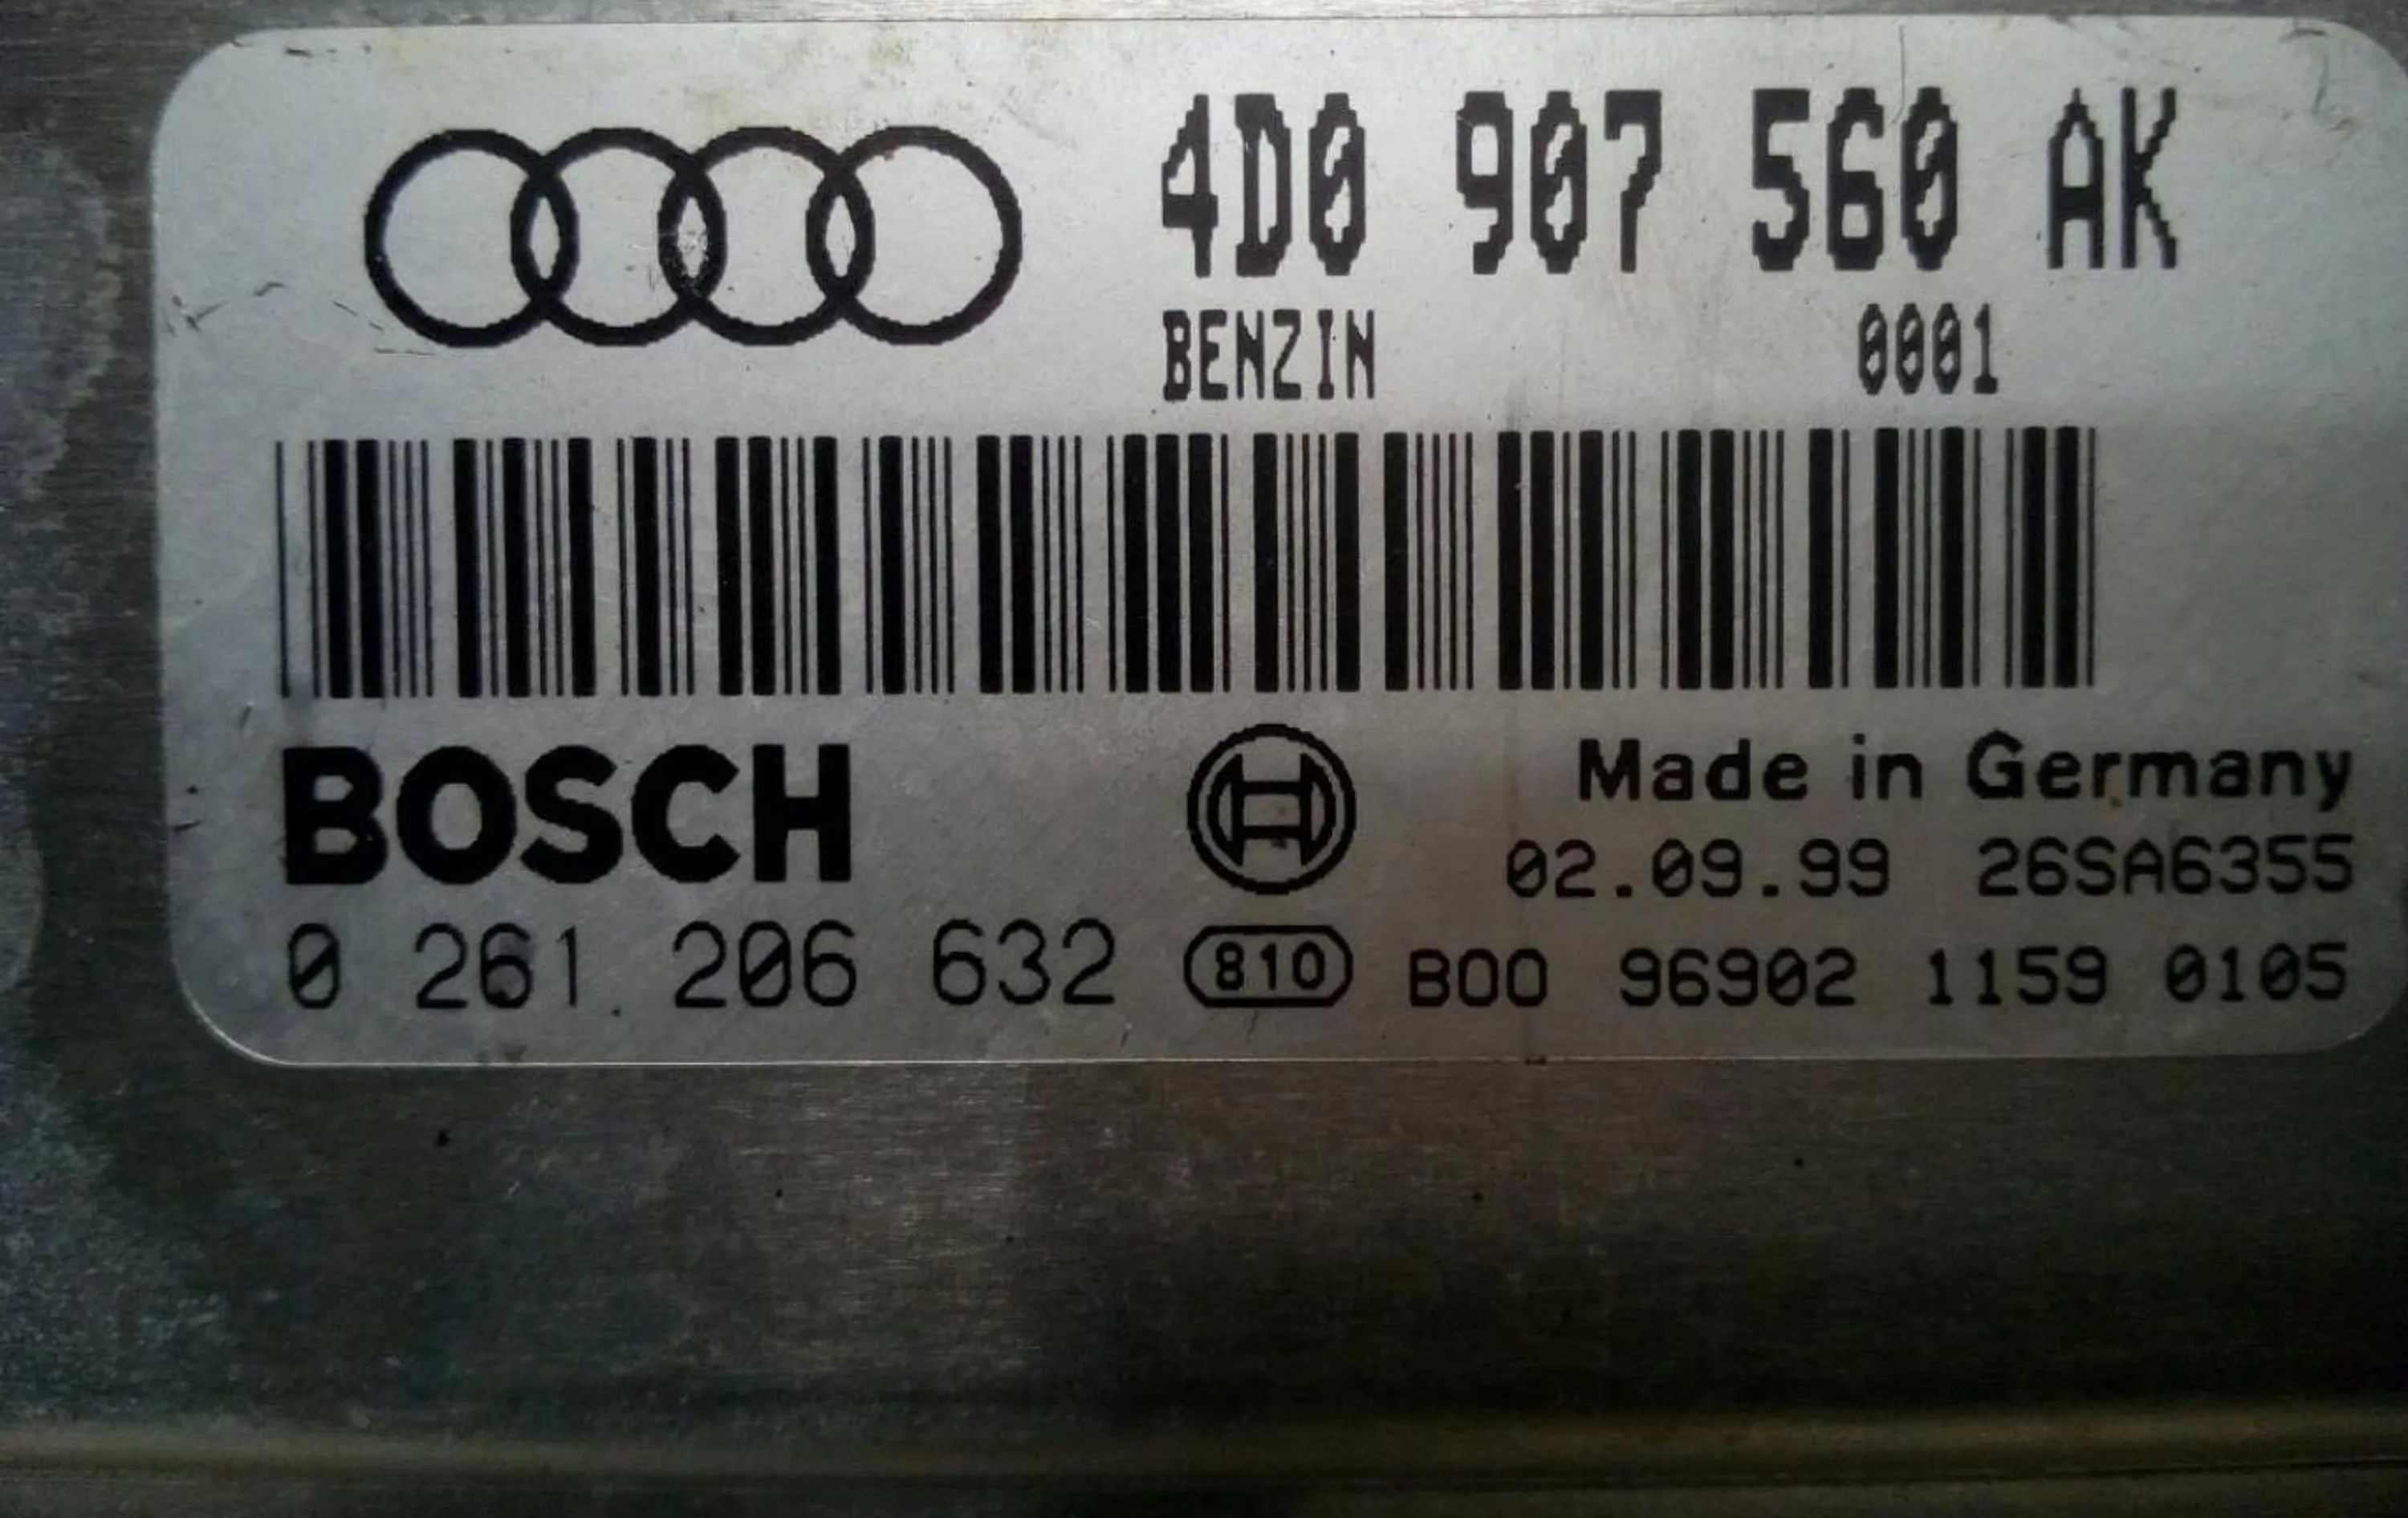 4D0 907 560 AK
BENZIN 0001
BOSCH
Made in Germany
02.09.99 26SA6355
0 261 206 632 810 B00 96902 1159 0105